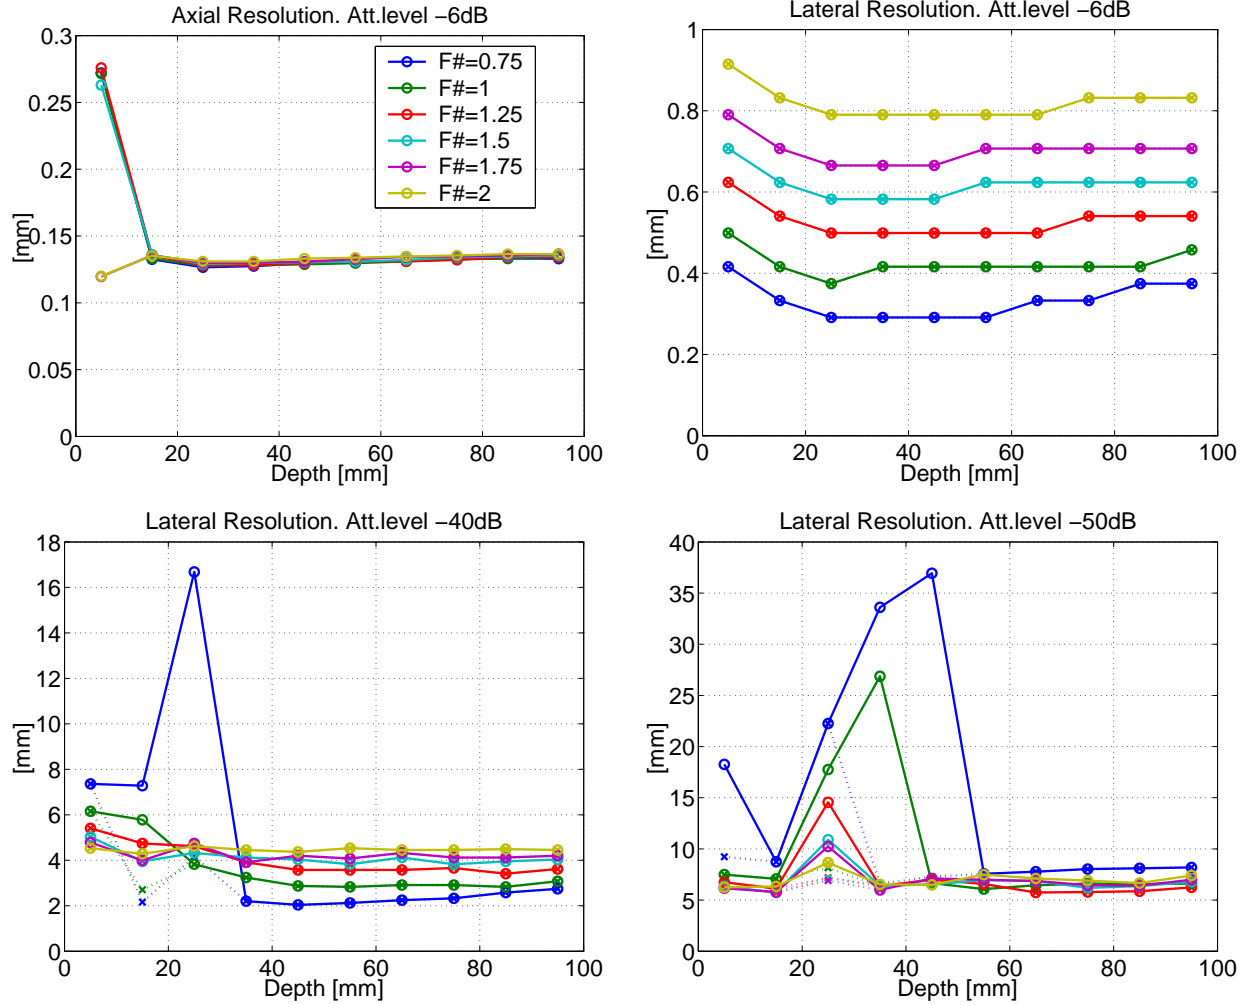 Axial Resolution. Att.level −6dB
0.3
0.25
0.2
0.15
0.1
0.05
0
[mm]
0 20 40 60 80 100
Depth [mm]
F#=0.75
F#=1
F#=1.25
F#=1.5
F#=1.75
F#=2
Lateral Resolution. Att.level −6dB
1
0.8
0.6
0.4
0.2
0
[mm]
0 20 40 60 80 100
Depth [mm]
Lateral Resolution. Att.level −40dB
18
16
14
12
10
8
6
4
2
0
[mm]
0 20 40 60 80 100
Depth [mm]
Lateral Resolution. Att.level −50dB
40
35
30
25
20
15
10
5
0
[mm]
0 20 40 60 80 100
Depth [mm]